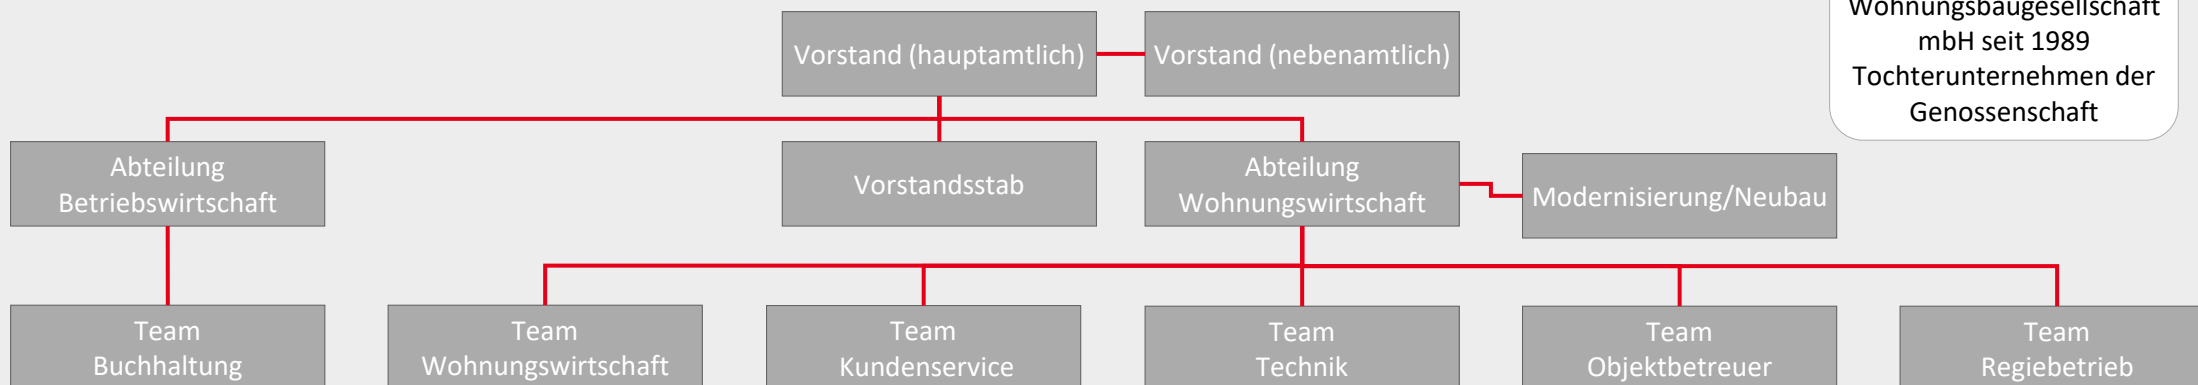 Wohnungsbaugesellschaft
mbH seit 1989
Tochterunternehmen der
Genossenschaft
Vorstand (hauptamtlich)
Vorstand (nebenamtlich)
Abteilung
Betriebswirtschaft
Vorstandsstab
Abteilung
Wohnungswirtschaft
Modernisierung/Neubau
Team
Buchhaltung
Team
Wohnungswirtschaft
Team
Kundenservice
Team
Technik
Team
Objektbetreuer
Team
Regiebetrieb